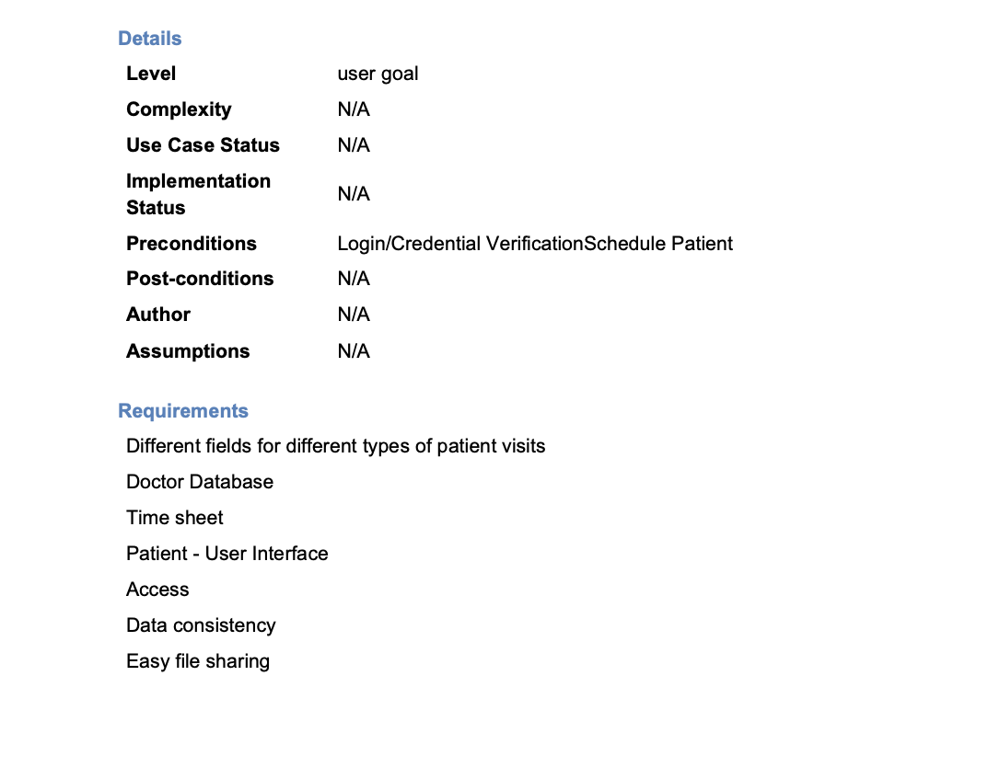 Details
Level user goal
Complexity N/A
Use Case Status N/A
Implementation
Status N/A
Preconditions Login/Credential VerificationSchedule Patient
Post-conditions N/A
Author N/A
Assumptions N/A
Requirements
Different fields for different types of patient visits
Doctor Database
Time sheet
Patient - User Interface
Access
Data consistency
Easy file sharing